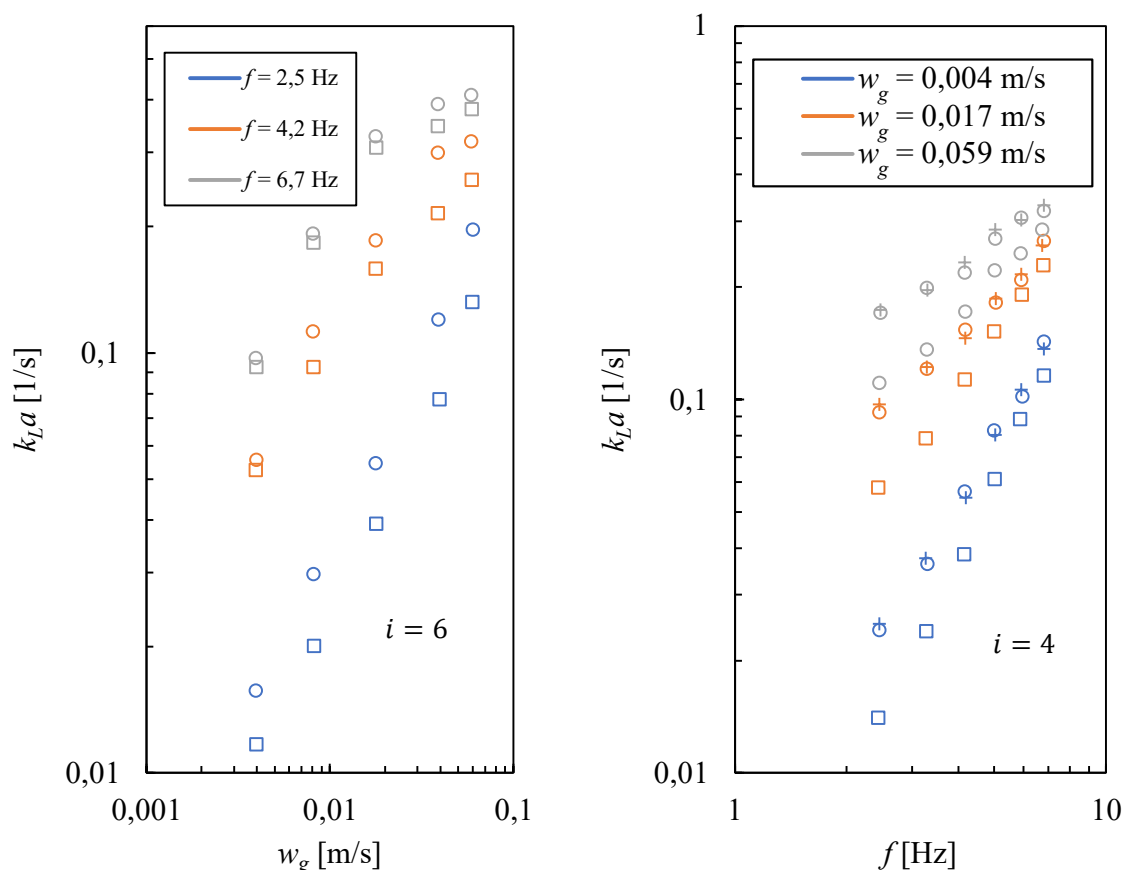 f = 2,5 Hz
f = 4,2 Hz
f = 6,7 Hz
0,1
0,01
0,001
0,01
0,1
k_L a [1/s]
w_g [m/s]
i = 6
w_g = 0,004 m/s
w_g = 0,017 m/s
w_g = 0,059 m/s
1
0,1
0,01
1
10
k_L a [1/s]
f [Hz]
i = 4